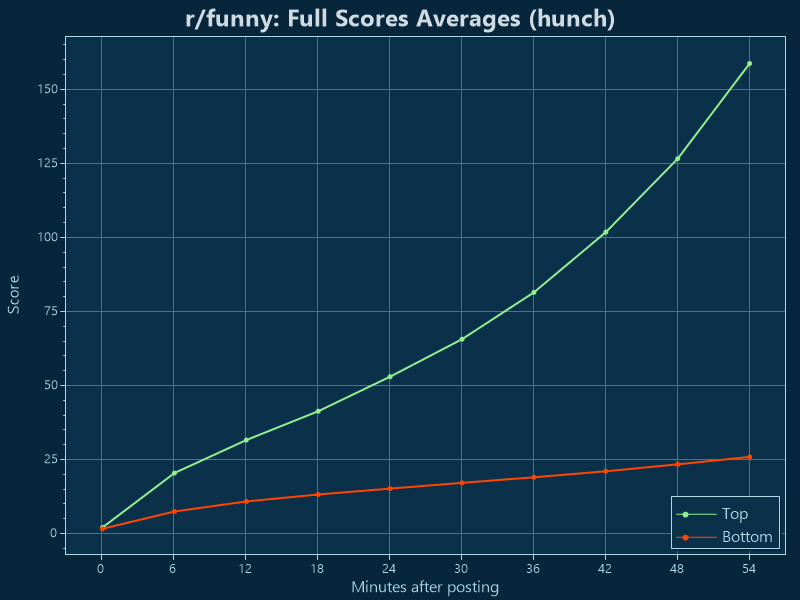 r/funny: Full Scores Averages (hunch)
Score
150
125
100
75
50
25
0
0 6 12 18 24 30 36 42 48 54
Minutes after posting
Top
Bottom